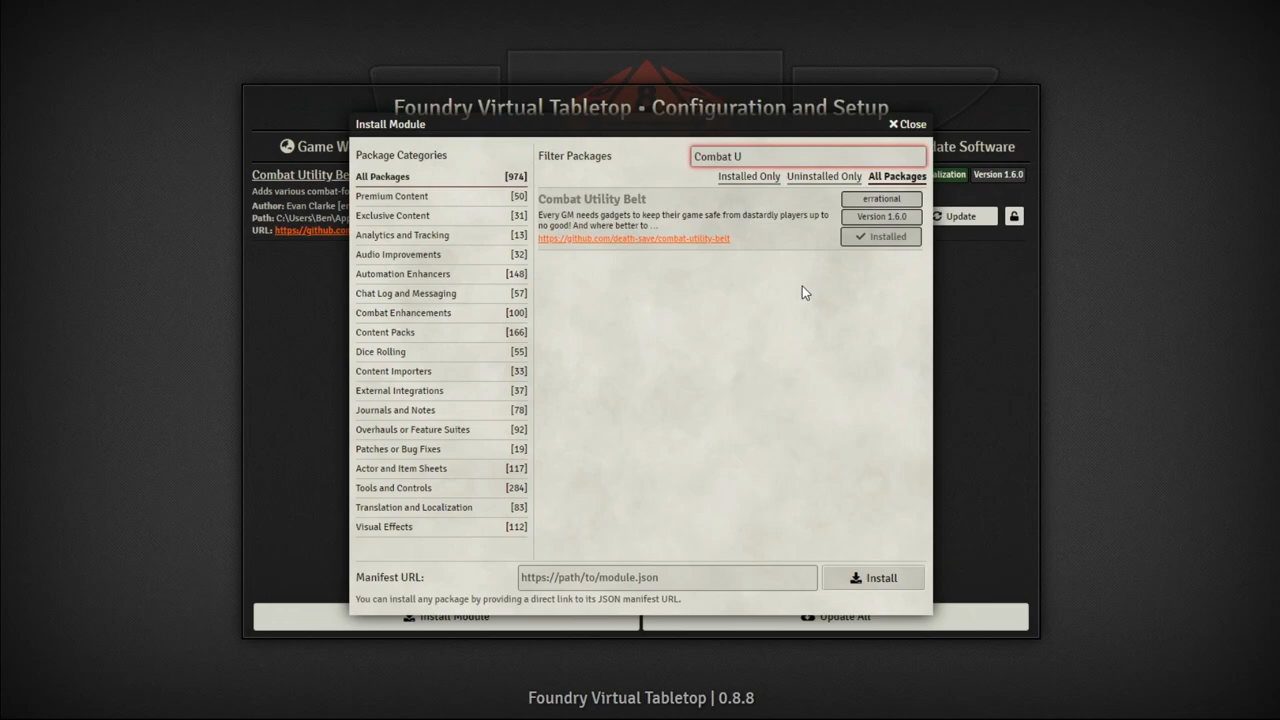 Foundry Virtual Tabletop • Configuration and Setup
Install Module
Close
Game W
date Software
Combat Utility Be
Adds various combat-fo
Author: Evan Clarke [er
Path: C:\Users\Ben\App
URL: https://github.com
alization
Version 1.6.0
Update
Package Categories
All Packages [974]
Premium Content [50]
Exclusive Content [31]
Analytics and Tracking [13]
Audio Improvements [32]
Automation Enhancers [148]
Chat Log and Messaging [57]
Combat Enhancements [100]
Content Packs [166]
Dice Rolling [55]
Content Importers [33]
External Integrations [37]
Journals and Notes [78]
Overhauls or Feature Suites [92]
Patches or Bug Fixes [19]
Actor and Item Sheets [117]
Tools and Controls [284]
Translation and Localization [83]
Visual Effects [112]
Filter Packages
Combat U
Installed Only
Uninstalled Only
All Packages
Combat Utility Belt
Every GM needs gadgets to keep their game safe from dastardly players up to
no good! And where better to ...
https://github.com/death-save/combat-utility-belt
errational
Version 1.6.0
Installed
Manifest URL:
https://path/to/module.json
Install
You can install any package by providing a direct link to its JSON manifest URL.
Install Module
Update All
Foundry Virtual Tabletop | 0.8.8